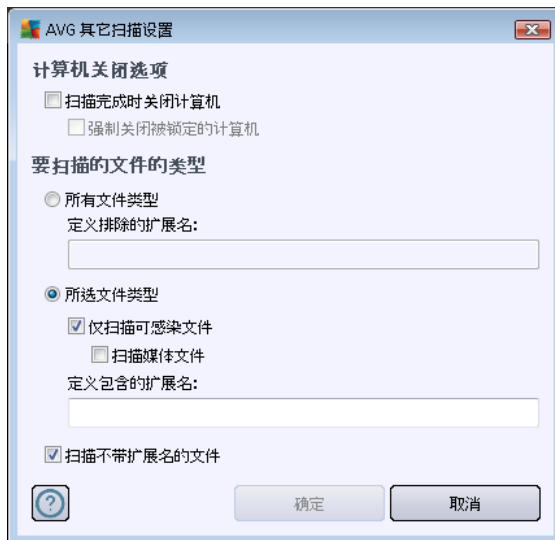 AVG 其它扫描设置
计算机关闭选项
扫描完成时关闭计算机
强制关闭被锁定的计算机
要扫描的文件的类型
所有文件类型
定义排除的扩展名:
所选文件类型
仅扫描可感染文件
扫描媒体文件
定义包含的扩展名:
扫描不带扩展名的文件
?
确定
取消